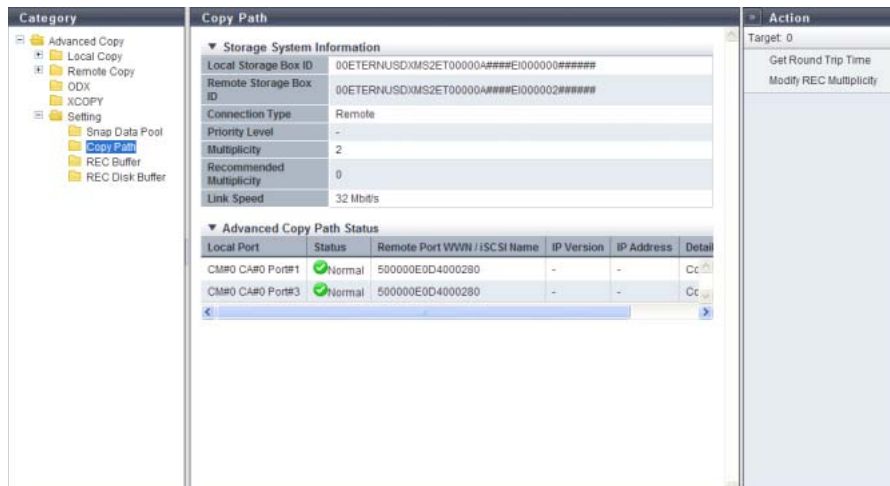 Category
Advanced Copy
Local Copy
Remote Copy
ODX
XCOPY
Setting
Snap Data Pool
Copy Path
REC Buffer
REC Disk Buffer
Copy Path
Storage System Information
Local Storage Box ID 00ETERNUSDXMS2ET00000A####EI000000######
Remote Storage Box ID 00ETERNUSDXMS2ET00000A####EI000002######
Connection Type Remote
Priority Level -
Multiplicity 2
Recommended Multiplicity 0
Link Speed 32 Mbit/s
Advanced Copy Path Status
Local Port Status Remote Port WWN / iSCSI Name IP Version IP Address Detail
CM#0 CA#0 Port#1 Normal 500000E0D4000280 - -
CM#0 CA#0 Port#3 Normal 500000E0D4000280 - -
Action
Target: 0
Get Round Trip Time
Modify REC Multiplicity